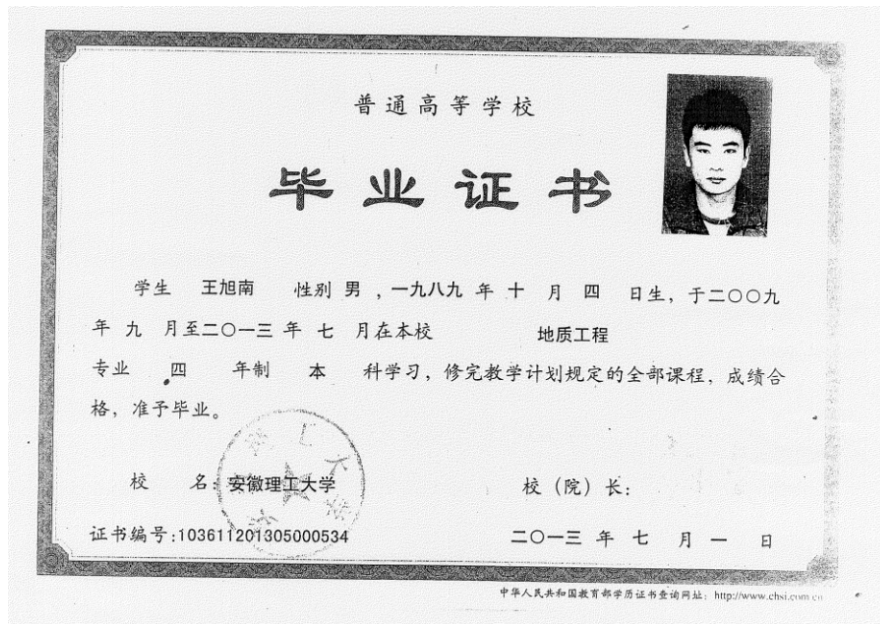 普通高等学校
毕业证书
学生 王旭南 性别 男 ,一九八九 年 十 月 四 日生，于二〇〇九
年 九 月至二〇一三 年 七 月在本校 地质工程
专业 四 年制 本 科学习，修完教学计划规定的全部课程，成绩合
格，准予毕业。
校 名：安徽理工大学 校（院）长：
证书编号:103611201305000534 二〇一三 年 七 月 一 日
中华人民共和国教育部学历证书查询网址：http://www.chsi.com.cn